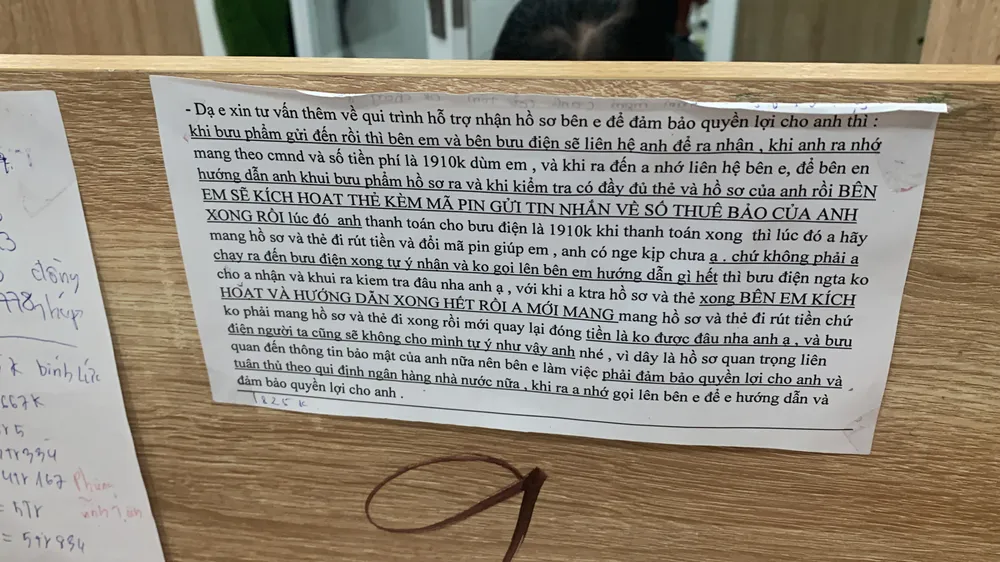 - Dạ e xin tư vấn thêm về qui trình hỗ trợ nhận hồ sơ bên e để đảm bảo quyền lợi cho anh thì :
khi bưu phẩm gửi đến rồi thì bên em và bên bưu điện sẽ liên hệ anh để ra nhận , khi anh ra nhớ
mang theo cmnd và số tiền phí là 1910k dùm em , và khi ra đến a nhớ liên hệ bên e, để bên en
hướng dẫn anh khui bưu phẩm hồ sơ ra và khi kiểm tra có đầy đủ thẻ và hồ sơ của anh rồi BÊN
EM SẼ KÍCH HOẠT THẺ KÈM MÃ PIN GỬI TIN NHẮN VỀ SỐ THUÊ BẢO CỦA ANH
XONG RỒI lúc đó anh thanh toán cho bưu điện là 1910k khi thanh toán xong thì lúc đó a hãy
mang hồ sơ và thẻ đi rút tiền và đổi mã pin giúp em , anh có nge kịp chưa ạ . chứ không phải a
chạy ra đến bưu điện xong tự ý nhận và ko gọi lên bên em hướng dẫn gì hết thì bưu điện ngta ko
cho a nhận và khui ra kiem tra đâu nha anh ạ , với khi a ktra hồ sơ và thẻ xong BÊN EM KÍCH
HOẠT VÀ HƯỚNG DẪN XONG HẾT RỒI A MỚI MANG mang hồ sơ và thẻ đi rút tiền chứ
ko phải mang hồ sơ và thẻ đi xong rồi mới quay lại đóng tiền là ko được đâu nha anh ạ , và bưu
điện người ta cũng sẽ không cho mình tự ý như vậy anh nhé , vì dây là hồ sơ quan trọng liên
quan đến thông tin bảo mật của anh nữa nên bên e làm việc phải đảm bảo quyền lợi cho anh và
tuân thủ theo qui định ngân hàng nhà nước nữa , khi ra a nhớ gọi lên bên e để e hướng dẫn và
đảm bảo quyền lợi cho anh .
1825k
3
đồng
667k
= 5tr
= 5tr834